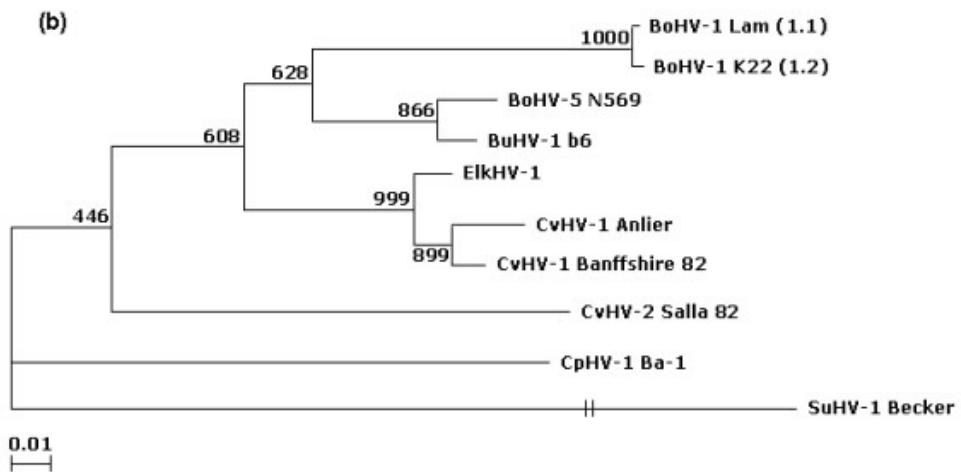 (b)
BoHV-1 Lam (1.1)
1000
BoHV-1 K22 (1.2)
628
BoHV-5 N569
866
BuHV-1 b6
608
ElkHV-1
999
446
CvHV-1 Anlier
899
CvHV-1 Banffshire 82
CvHV-2 Salla 82
CpHV-1 Ba-1
SuHV-1 Becker
0.01